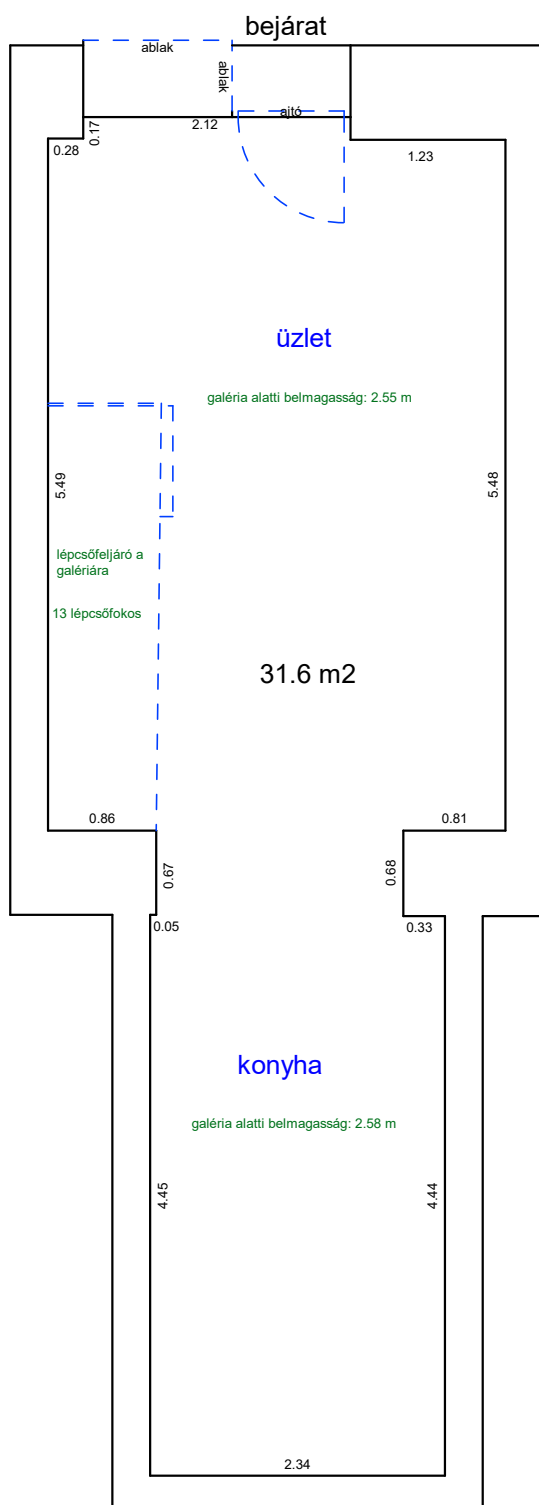 bejárat
ablak
ablak
ajtó
0.17
2.12
0.28
1.23
üzlet
galéria alatti belmagasság: 2.55 m
5.49
5.48
lépcsőfeljáró a
galériára
13 lépcsőfokos
31.6 m2
0.86
0.81
0.67
0.68
0.05
0.33
konyha
galéria alatti belmagasság: 2.58 m
4.45
4.44
2.34